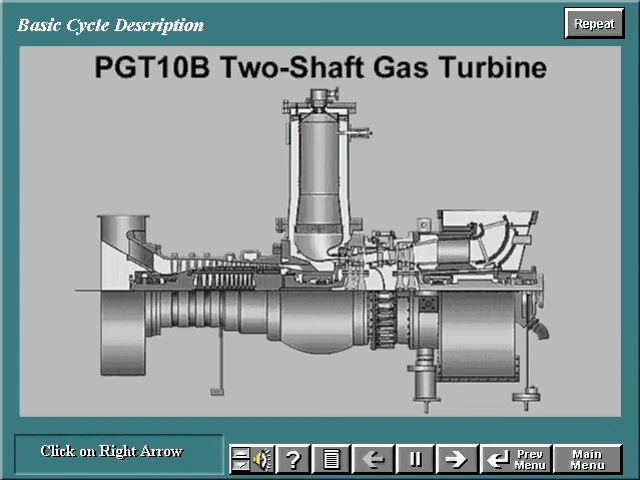 Basic Cycle Description
Repeat
PGT10B Two-Shaft Gas Turbine
Click on Right Arrow
?
Prev
Menu
Main
Menu